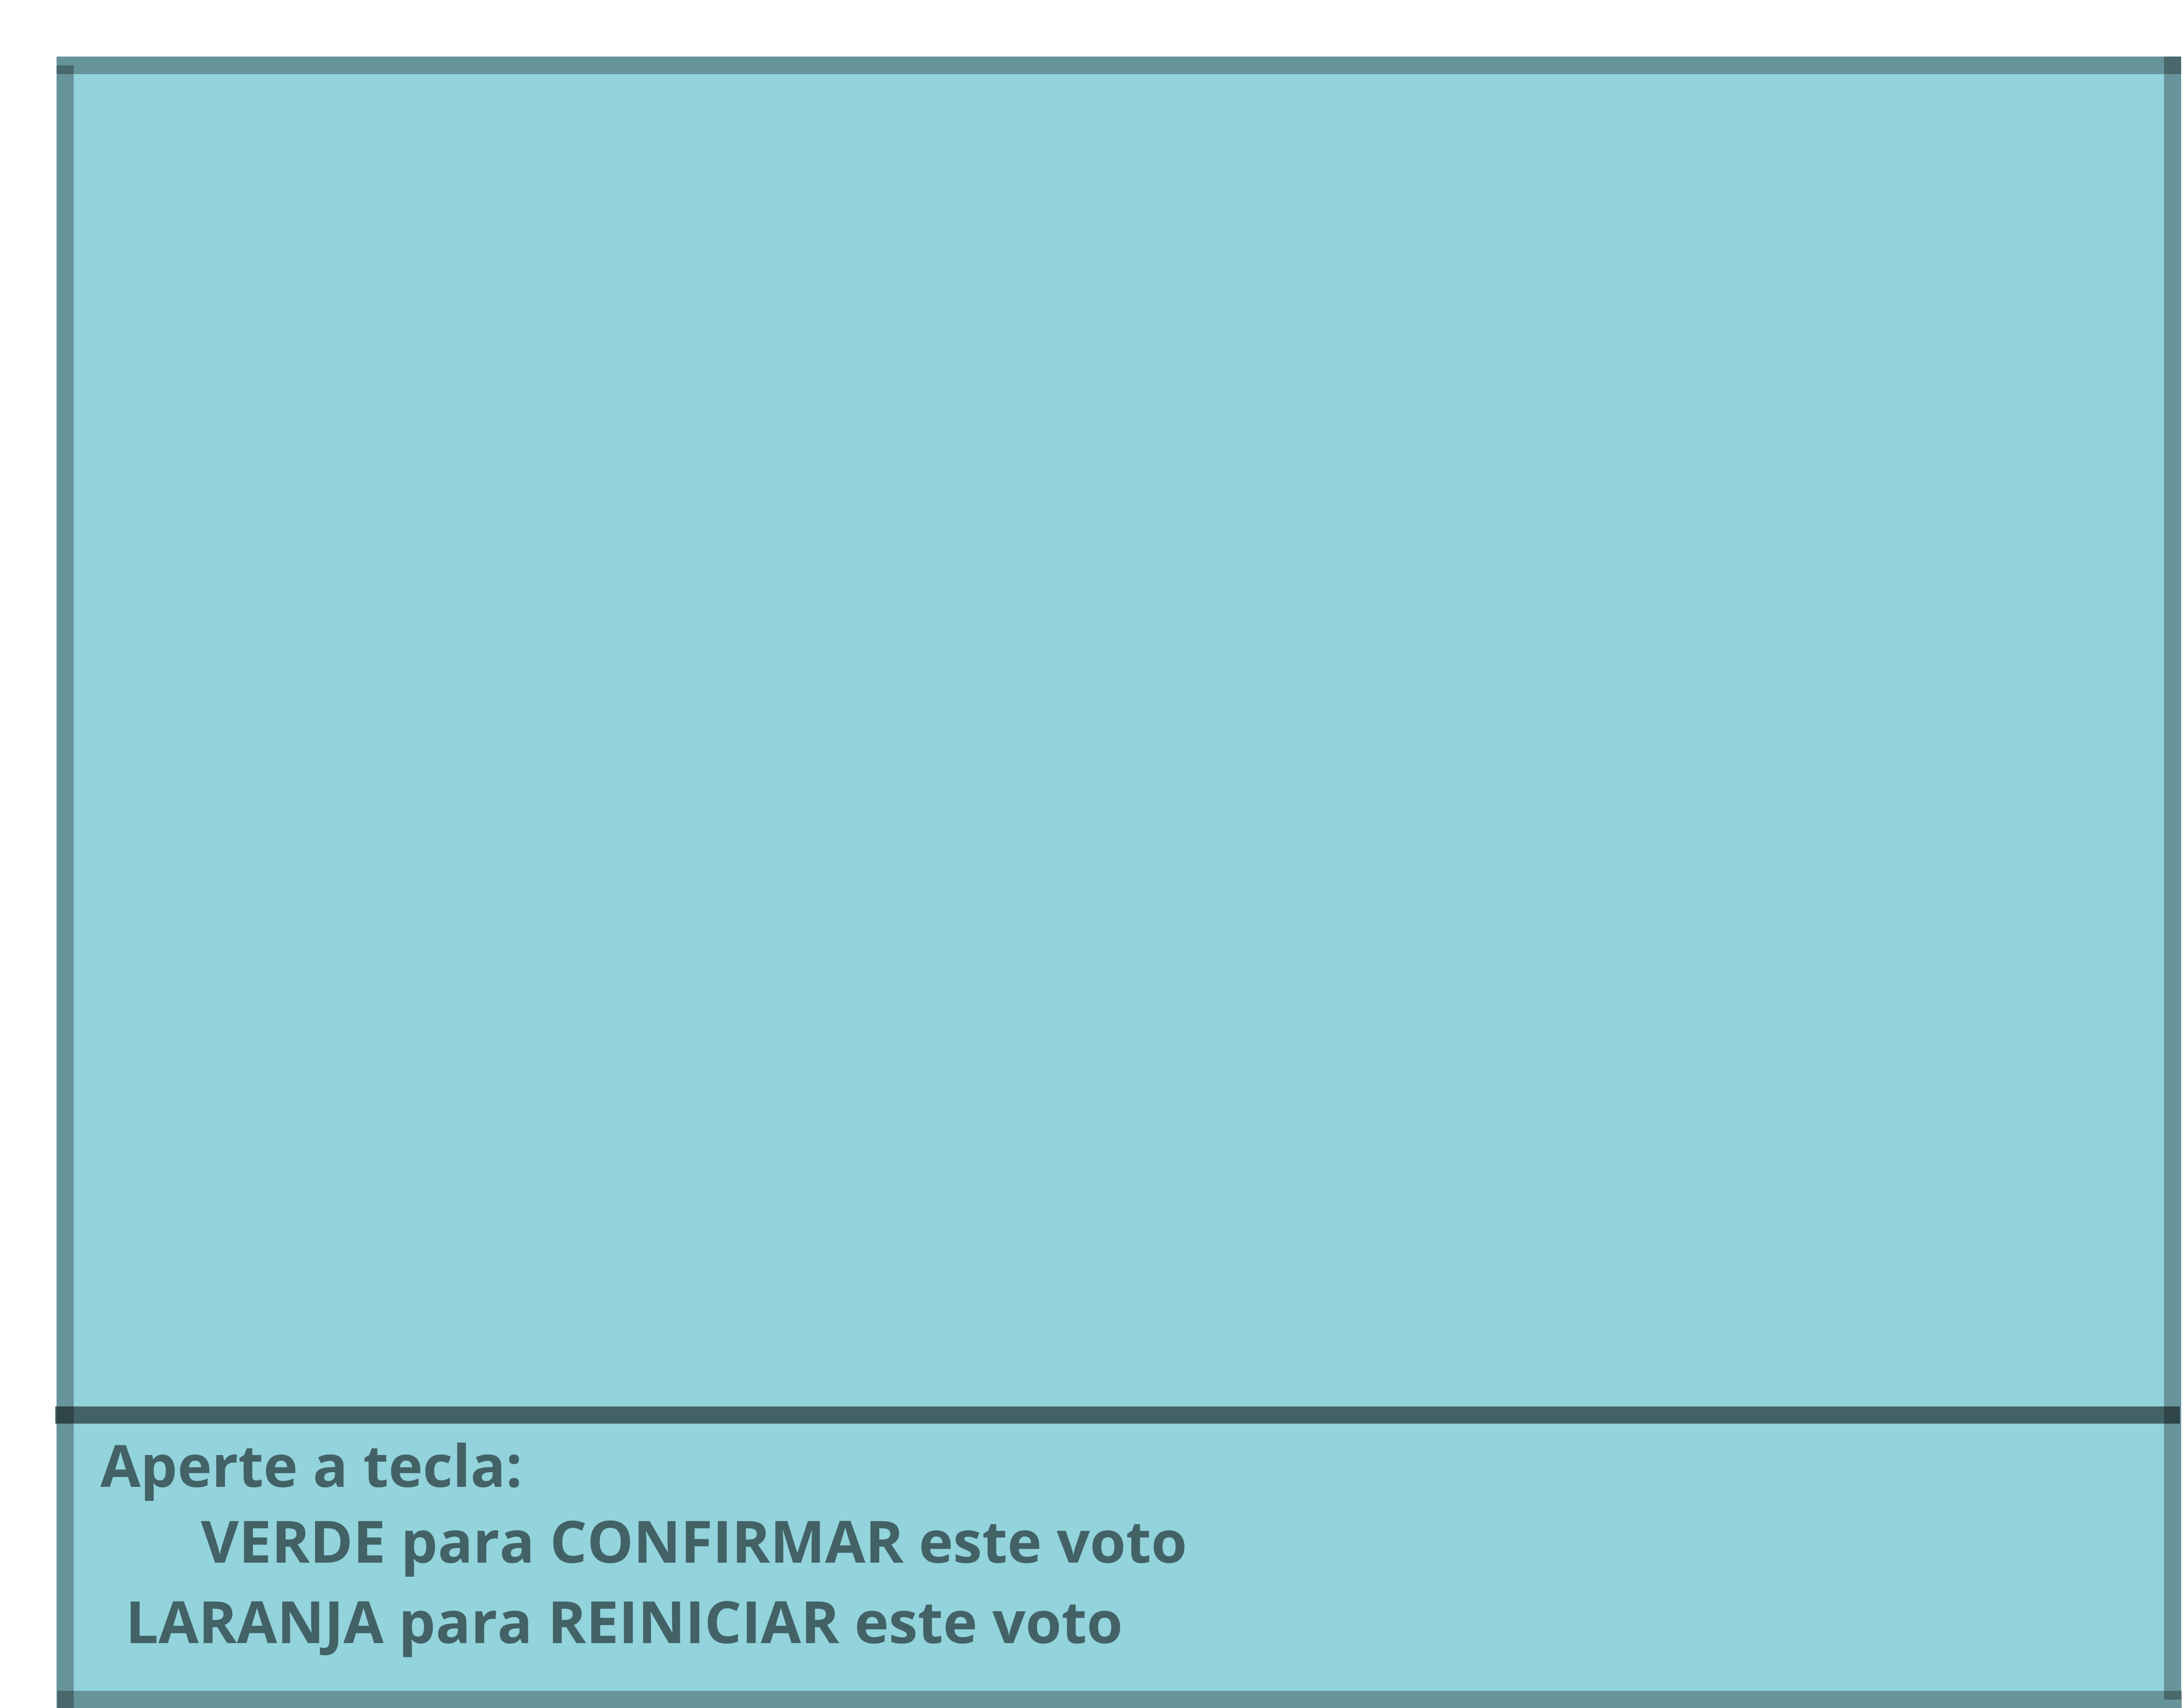 Aperte a tecla:
VERDE para CONFIRMAR este voto
LARANJA para REINICIAR este voto